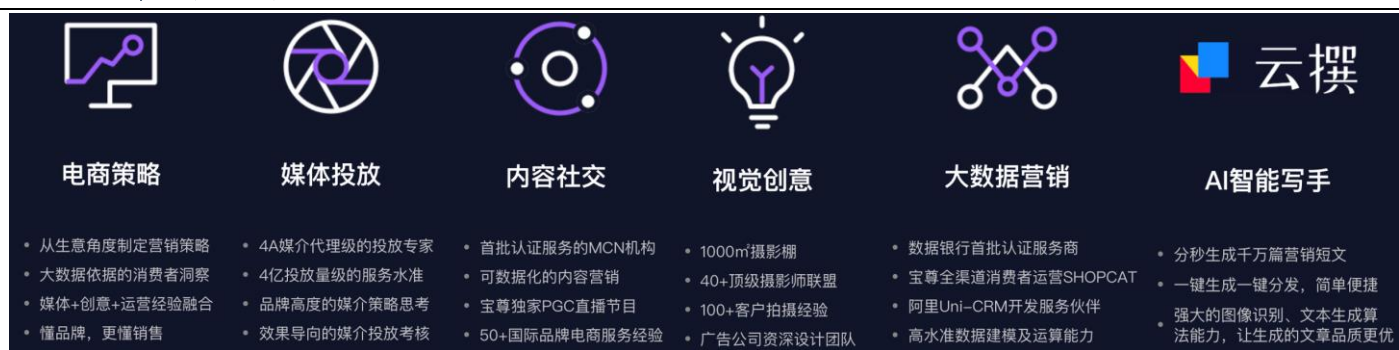 云撰
电商策略
媒体投放
内容社交
视觉创意
大数据营销
AI智能写手
• 从生意角度制定营销策略
• 大数据依据的消费者洞察
• 媒体+创意+运营经验融合
• 懂品牌，更懂销售
• 4A媒介代理级的投放专家
• 4亿投放量级的服务水准
• 品牌高度的媒介策略思考
• 效果导向的媒介投放考核
• 首批认证服务的MCN机构
• 可数据化的内容营销
• 宝尊独家PGC直播节目
• 50+国际品牌电商服务经验
• 1000㎡摄影棚
• 40+顶级摄影师联盟
• 100+客户拍摄经验
• 广告公司资深设计团队
• 数据银行首批认证服务商
• 宝尊全渠道消费者运营SHOPCAT
• 阿里Uni-CRM开发服务伙伴
• 高水准数据建模及运算能力
• 分秒生成千万篇营销短文
• 一键生成一键分发，简单便捷
• 强大的图像识别、文本生成算
法能力，让生成的文章品质更优